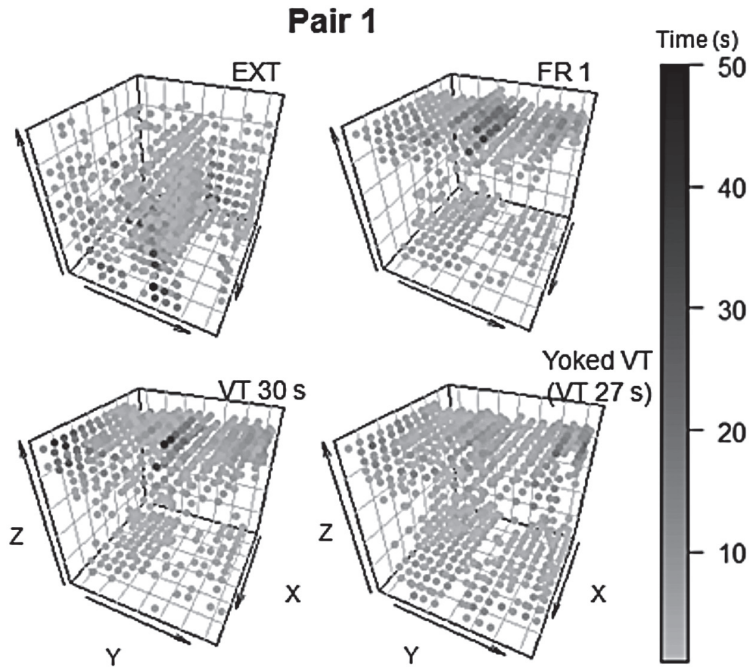 Pair 1
Time (s)
EXT
FR 1
50
40
30
20
10
VT 30 s
Yoked VT
(VT 27 s)
Z
X
Y
Z
X
Y